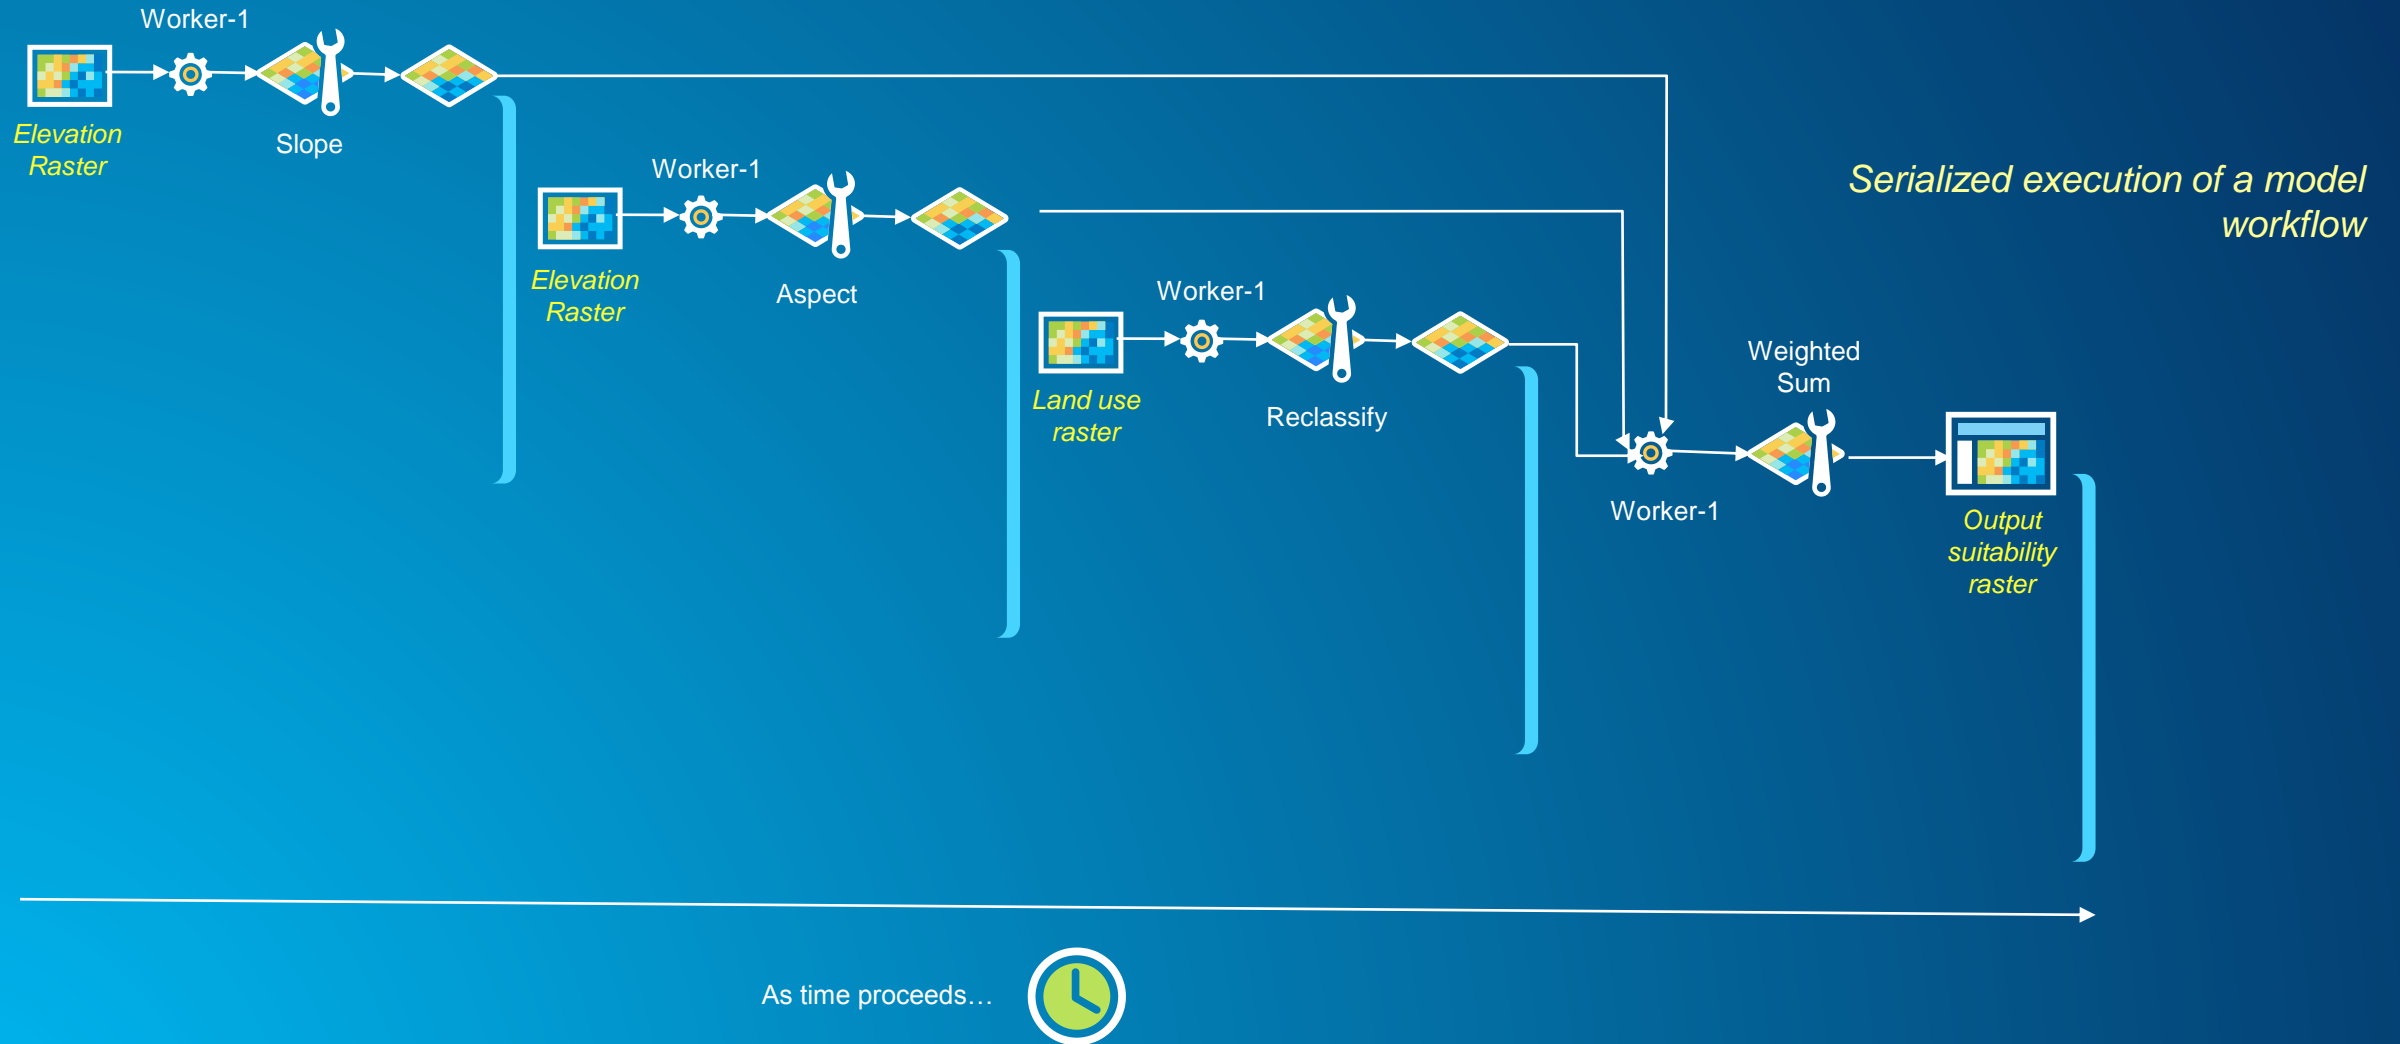 Worker-1
Elevation
Raster
Slope
Worker-1
Elevation
Raster
Aspect
Serialized execution of a model
workflow
Worker-1
Land use
raster
Reclassify
Weighted
Sum
Worker-1
Output
suitability
raster
As time proceeds…